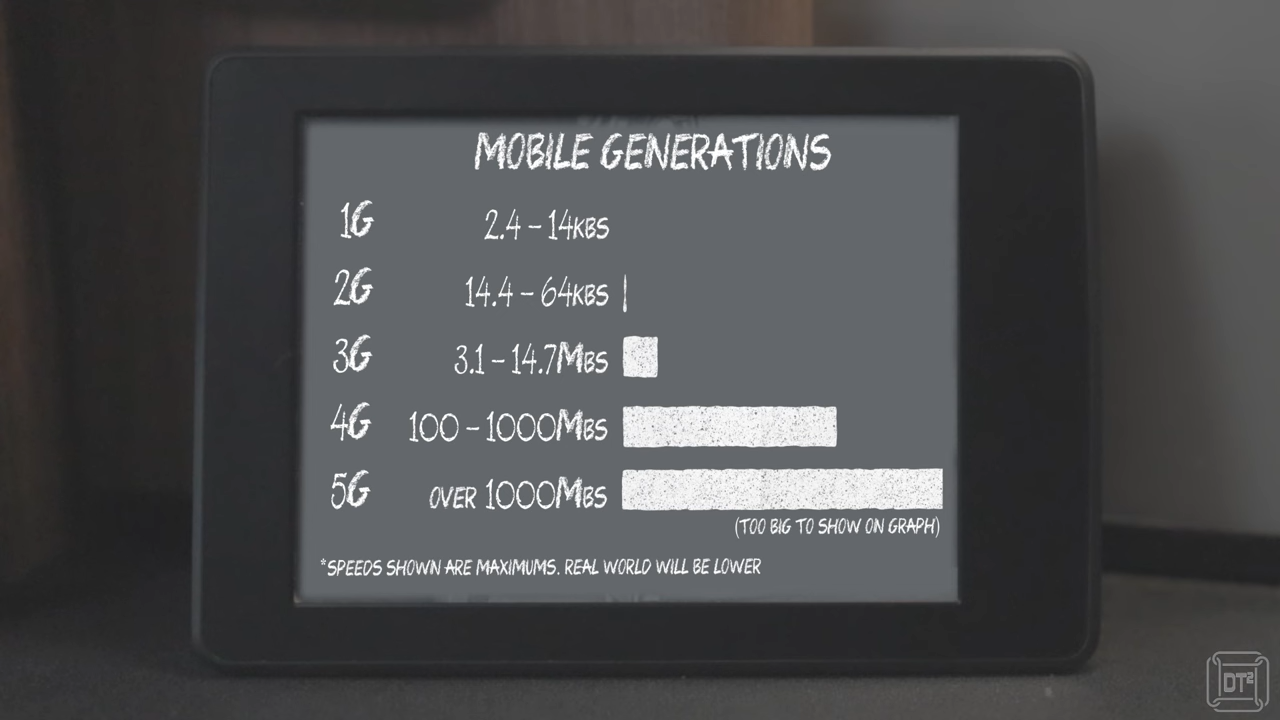 MOBILE GENERATIONS
1G 2.4 – 14KBS
2G 14.4 – 64KBS
3G 3.1 – 14.7MBS
4G 100 – 1000MBS
5G OVER 1000MBS
(TOO BIG TO SHOW ON GRAPH)
*SPEEDS SHOWN ARE MAXIMUMS. REAL WORLD WILL BE LOWER
DT²